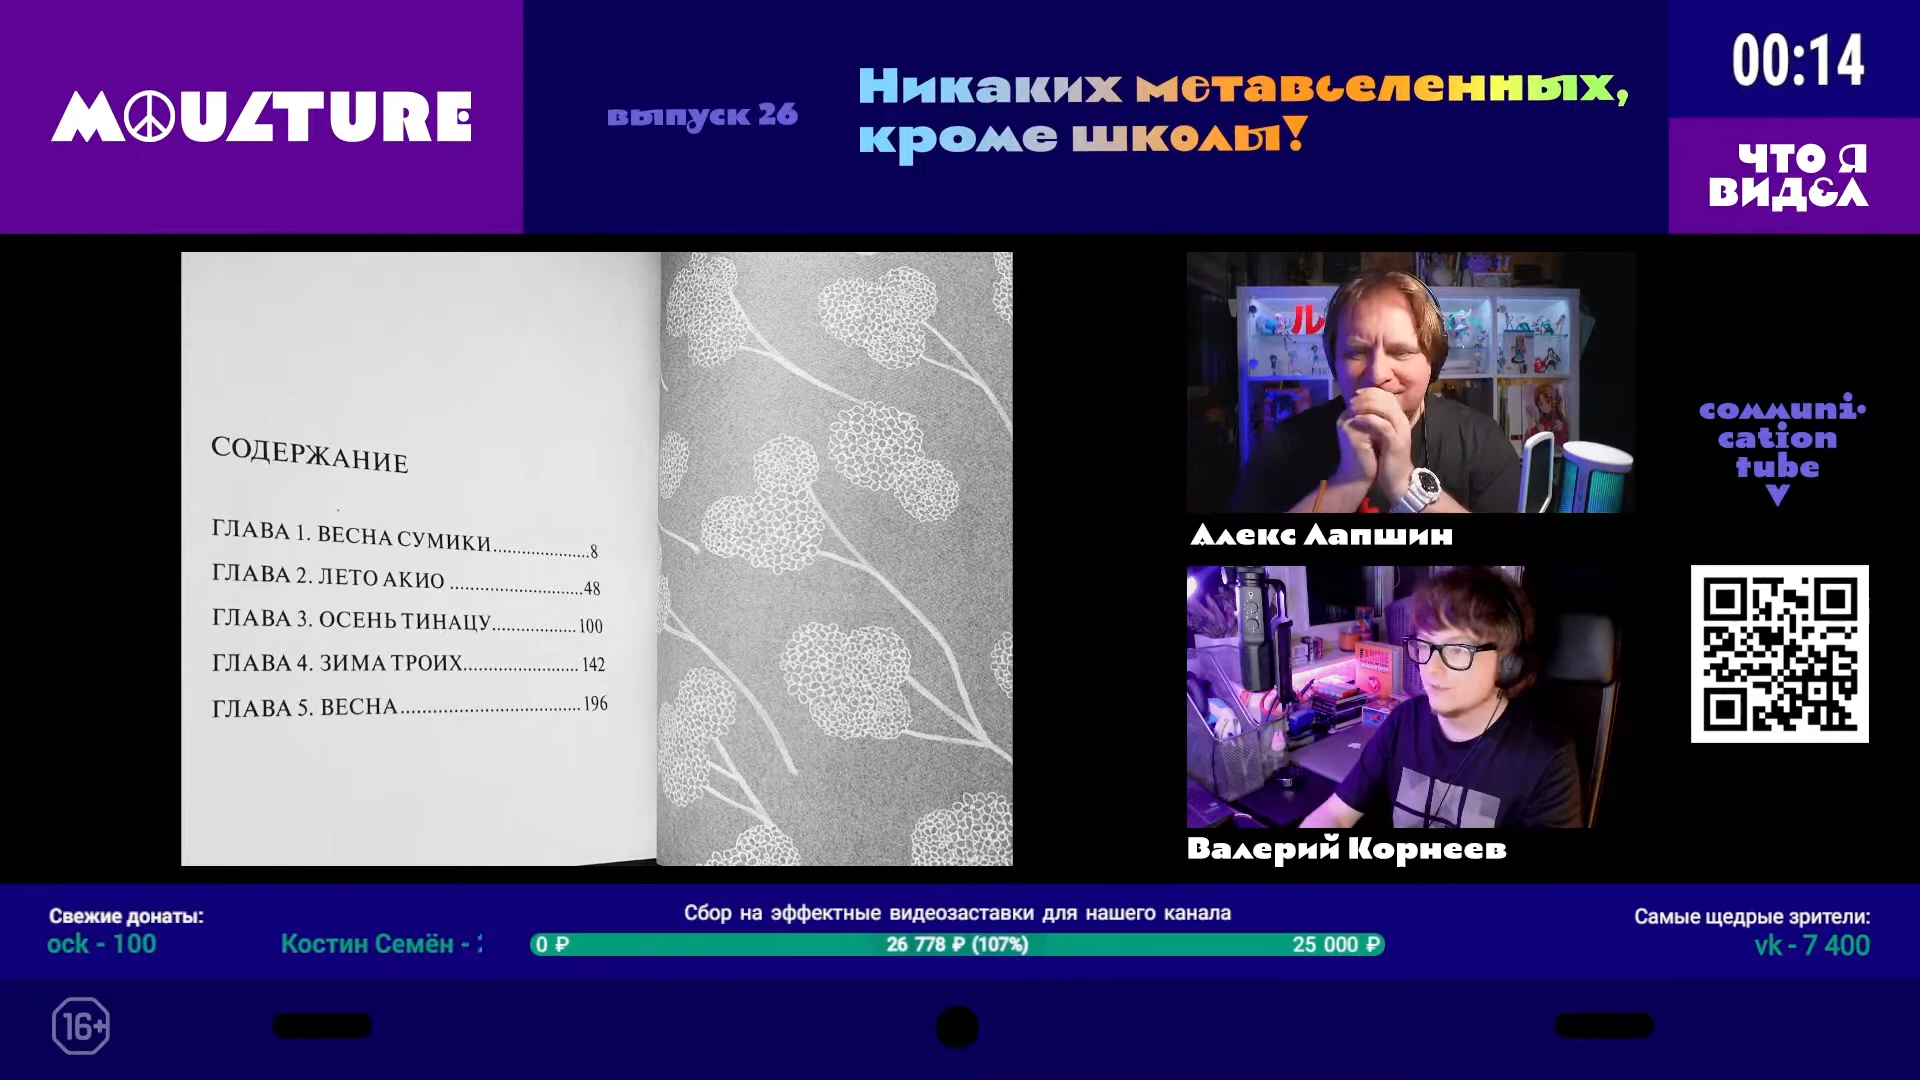 MOULTURE
выпуск 26
Никаких метавселенных,
кроме школы!
00:14
ЧТО Я
ВИДЕЛ
СОДЕРЖАНИЕ
ГЛАВА 1. ВЕСНА СУМИКИ....................8
ГЛАВА 2. ЛЕТО АКИО ...........................48
ГЛАВА 3. ОСЕНЬ ТИНАЦУ.................100
ГЛАВА 4. ЗИМА ТРОИХ.......................142
ГЛАВА 5. ВЕСНА....................................196
ル
Алекс Лапшин
communi•
cation
tube
Валерий Корнеев
Свежие донаты:
ock - 100
Костин Семён -
Сбор на эффектные видеозаставки для нашего канала
0 ₽
26 778 ₽ (107%)
25 000 ₽
Самые щедрые зрители:
vk - 7 400
16+